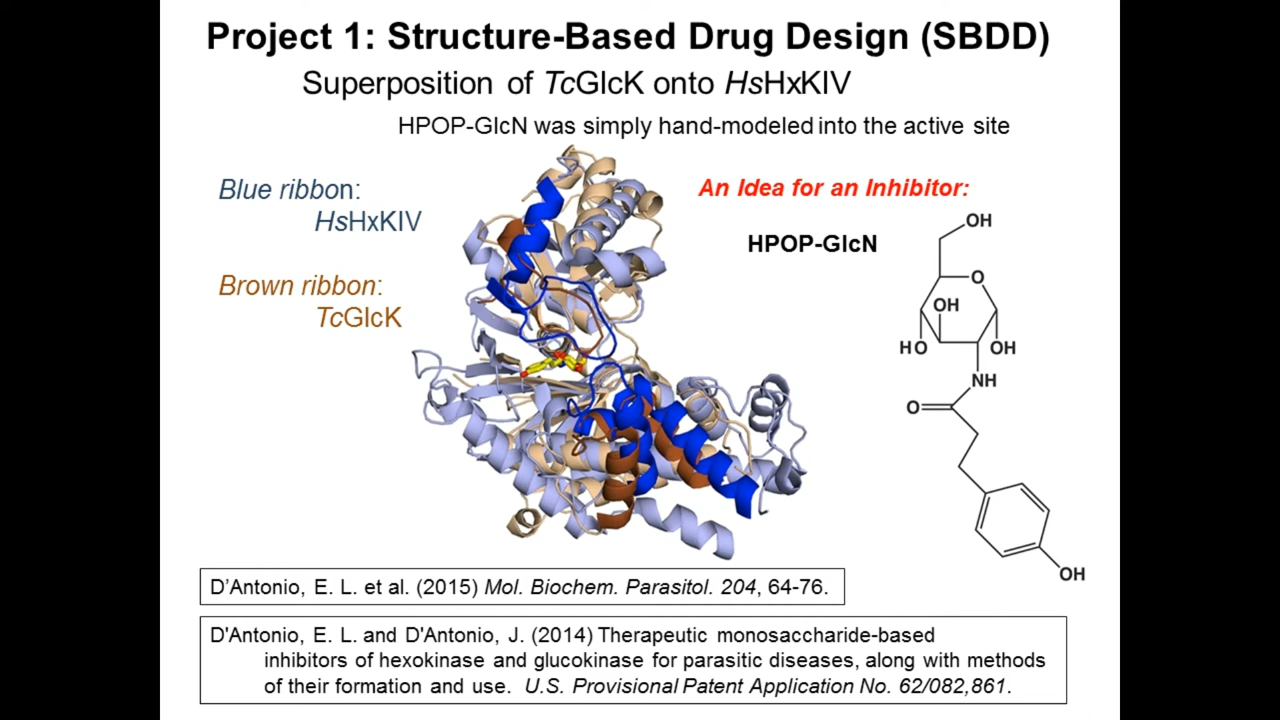 Project 1: Structure-Based Drug Design (SBDD)
Superposition of TcGlcK onto HsHxKIV
HPOP-GlcN was simply hand-modeled into the active site
Blue ribbon:
HsHxKIV
Brown ribbon:
TcGlcK
An Idea for an Inhibitor:
HPOP-GlcN
OH
O
OH
HO
OH
NH
O
OH
D’Antonio, E. L. et al. (2015) Mol. Biochem. Parasitol. 204, 64-76.
D'Antonio, E. L. and D'Antonio, J. (2014) Therapeutic monosaccharide-based
inhibitors of hexokinase and glucokinase for parasitic diseases, along with methods
of their formation and use. U.S. Provisional Patent Application No. 62/082,861.